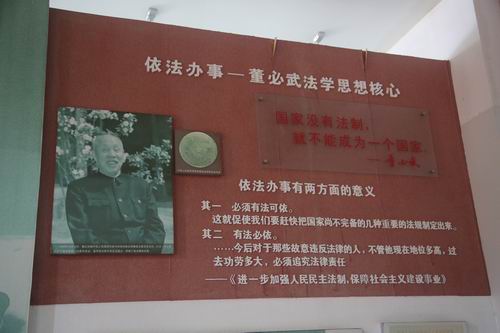 依法办事—董必武法学思想核心
国家没有法制，
就不能成为一个国家。
——董必武
依法办事有两方面的意义
其一 必须有法可依。
这就促使我们要赶快把国家尚不完备的几种重要的法规制定出来。
其二 有法必依。
……今后对于那些故意违反法律的人，不管他现在地位多高，过
去功劳多大，必须追究法律责任
——《进一步加强人民民主法制，保障社会主义建设事业》